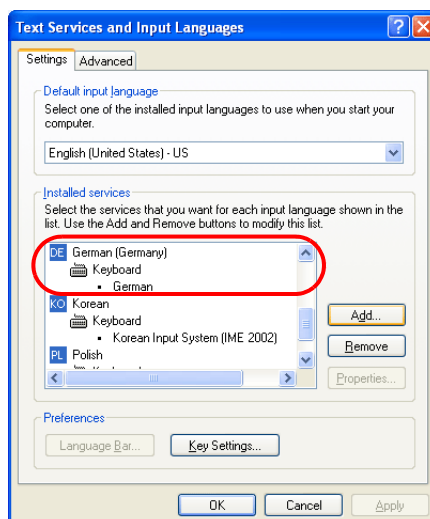 Text Services and Input Languages
Settings
Advanced
Default input language
Select one of the installed input languages to use when you start your
computer.
English (United States) - US
Installed services
Select the services that you want for each input language shown in the
list. Use the Add and Remove buttons to modify this list.
DE German (Germany)
Keyboard
• German
KO Korean
Keyboard
• Korean Input System (IME 2002)
PL Polish
Add...
Remove
Properties...
Preferences
Language Bar...
Key Settings...
OK
Cancel
Apply